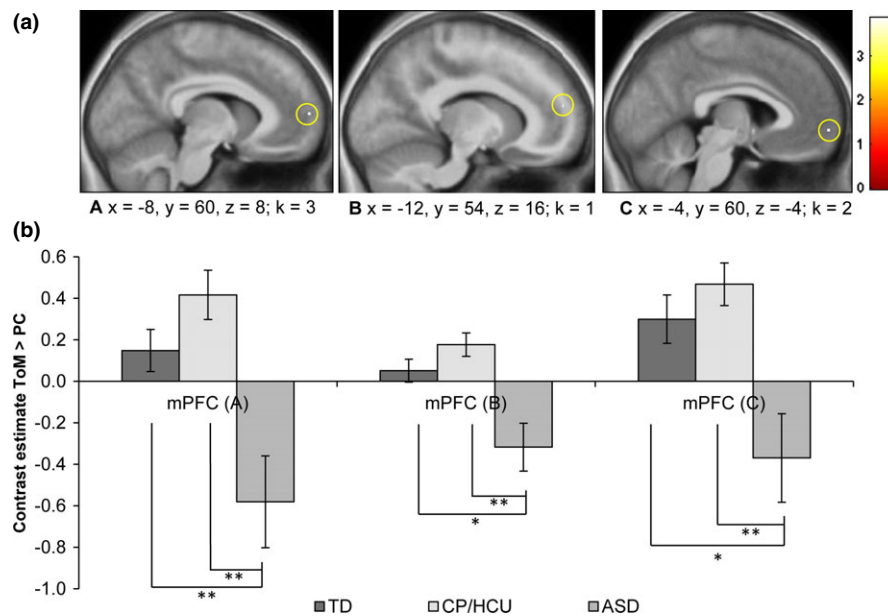 (a)
3
2
1
0
A x = -8, y = 60, z = 8; k = 3
B x = -12, y = 54, z = 16; k = 1
C x = -4, y = 60, z = -4; k = 2
(b)
Contrast estimate ToM > PC
0.6
0.4
0.2
0.0
-0.2
-0.4
-0.6
-0.8
-1.0
mPFC (A)
mPFC (B)
mPFC (C)
**
**
**
*
**
*
TD
CP/HCU
ASD